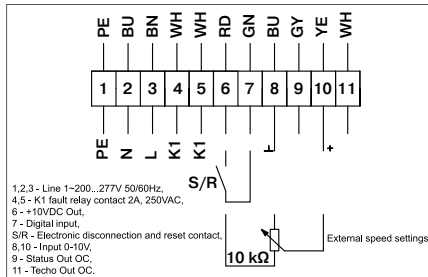 PE BU BN WH WH RD GN BU GY YE WH
1 2 3 4 5 6 7 8 9 10 11
PE N L K1 K1 ⊥ +
S/R
1,2,3 - Line 1~200...277V 50/60Hz,
4,5 - K1 fault relay contact 2A, 250VAC,
6 - +10VDC Out,
7 - Digital input,
S/R - Electronic disconnection and reset contact,
8,10 - Input 0-10V,
9 - Status Out OC,
11 - Techo Out OC.
10 kΩ
External speed settings